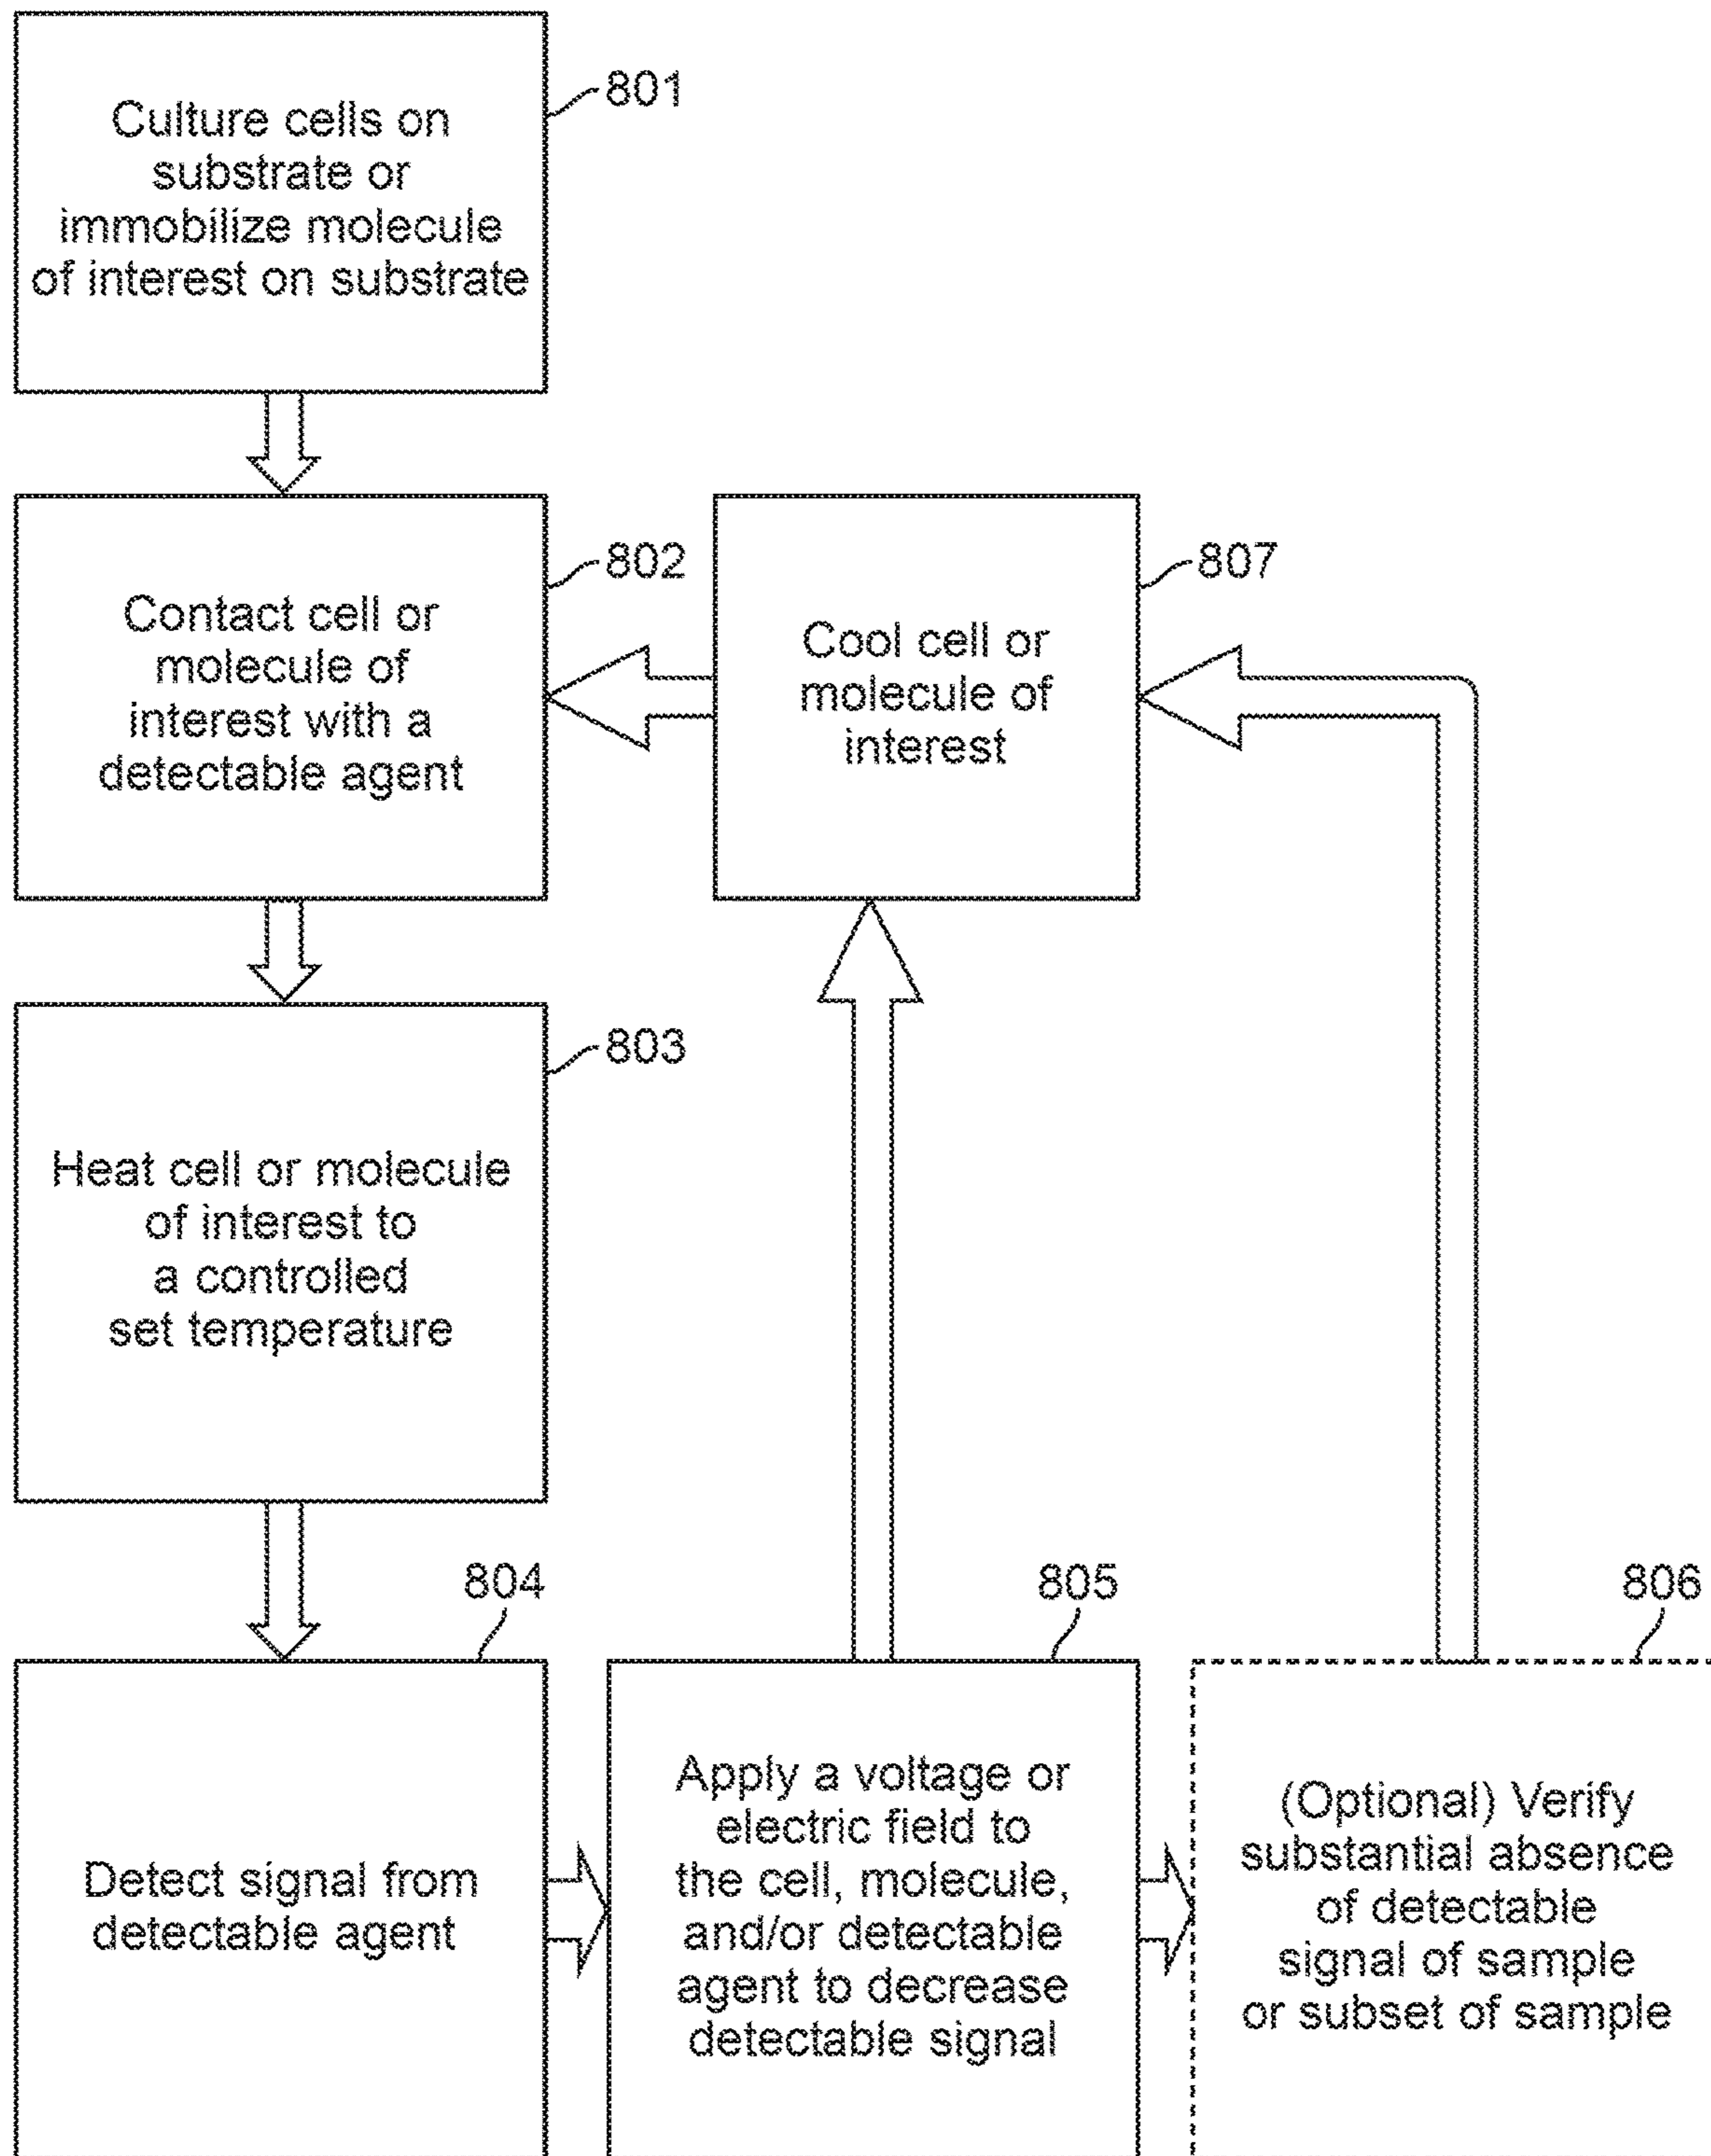 Culture cells on
substrate or
immobilize molecule
of interest on substrate
801
Contact cell or
molecule of
interest with a
detectable agent
802
Cool cell or
molecule of
interest
807
Heat cell or molecule
of interest to
a controlled
set temperature
803
Detect signal from
detectable agent
804
Apply a voltage or
electric field to
the cell, molecule,
and/or detectable
agent to decrease
detectable signal
805
(Optional) Verify
substantial absence
of detectable
signal of sample
or subset of sample
806